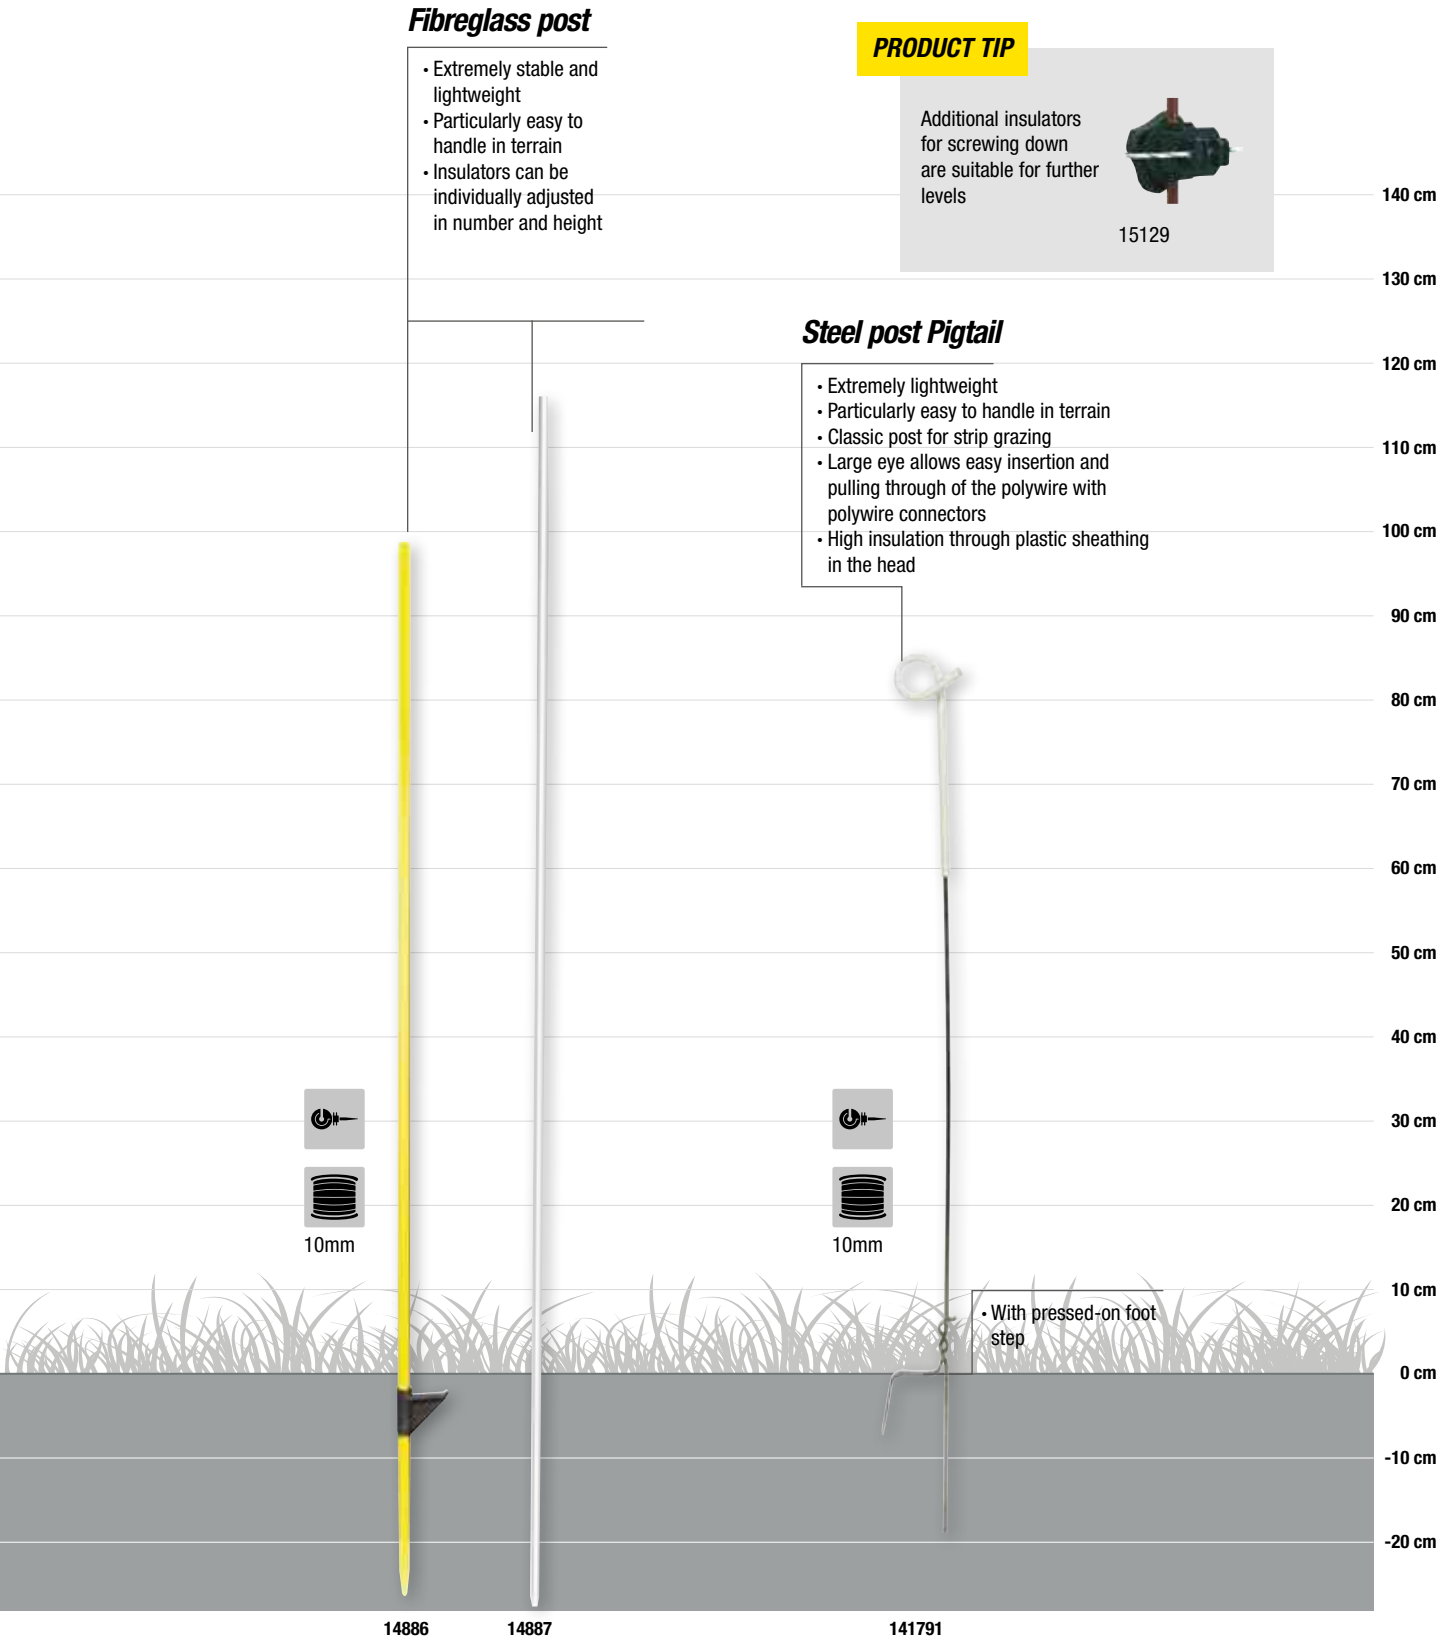 Fibreglass post
• Extremely stable and
lightweight
• Particularly easy to
handle in terrain
• Insulators can be
individually adjusted
in number and height
PRODUCT TIP
Additional insulators
for screwing down
are suitable for further
levels
15129
Steel post Pigtail
• Extremely lightweight
• Particularly easy to handle in terrain
• Classic post for strip grazing
• Large eye allows easy insertion and
pulling through of the polywire with
polywire connectors
• High insulation through plastic sheathing
in the head
140 cm
130 cm
120 cm
110 cm
100 cm
90 cm
80 cm
70 cm
60 cm
50 cm
40 cm
30 cm
20 cm
10 cm
0 cm
-10 cm
-20 cm
10mm
10mm
• With pressed-on foot
step
14886
14887
141791